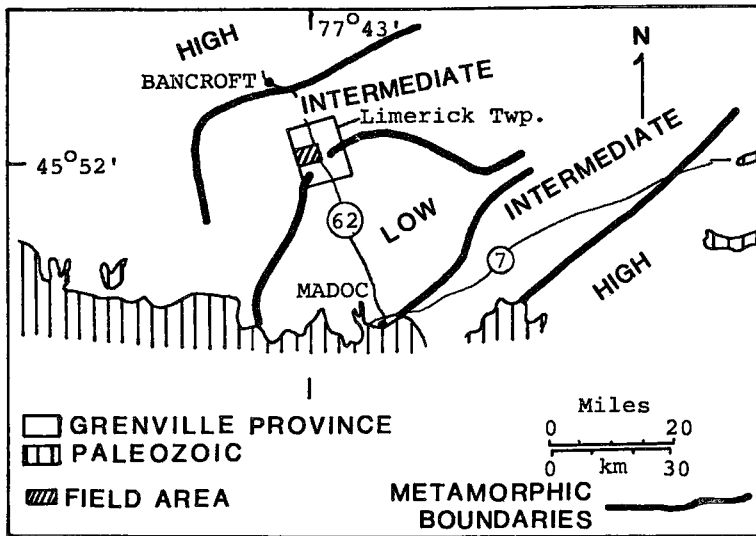 77°43'
HIGH
N
BANCROFT
INTERMEDIATE
Limerick Twp.
45°52'
INTERMEDIATE
62
LOW
7
HIGH
MADOC
GRENVILLE PROVINCE
PALEOZOIC
FIELD AREA
Miles
0 20
0 km 30
METAMORPHIC
BOUNDARIES